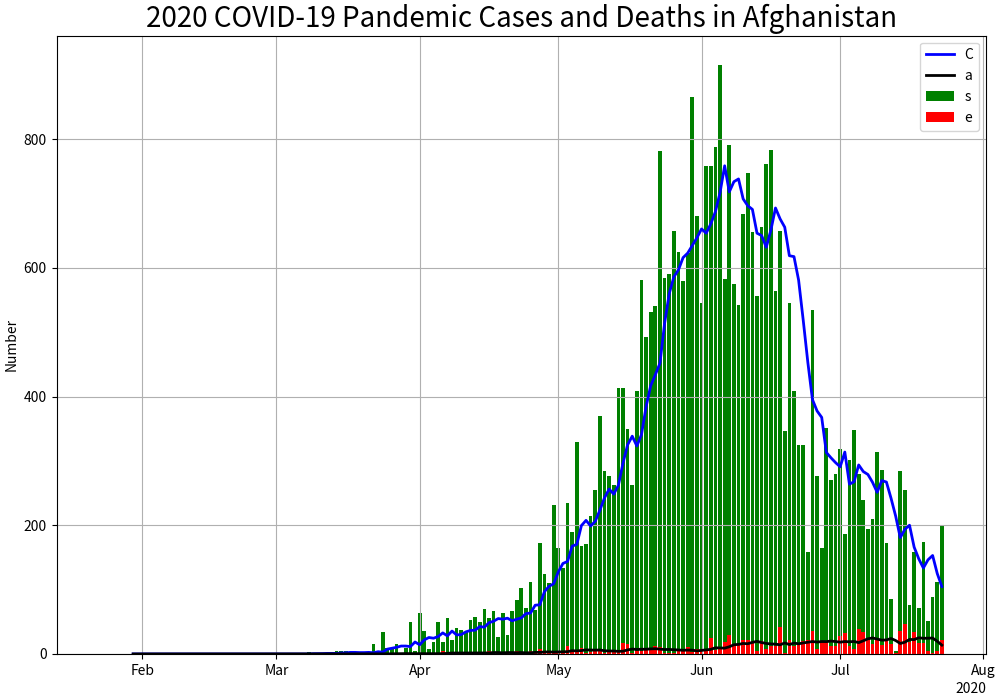 2020 COVID-19 Pandemic Cases and Deaths in Afghanistan
C
a
s
e
800
600
400
200
0
Number
Feb
Mar
Apr
May
Jun
Jul
Aug
2020